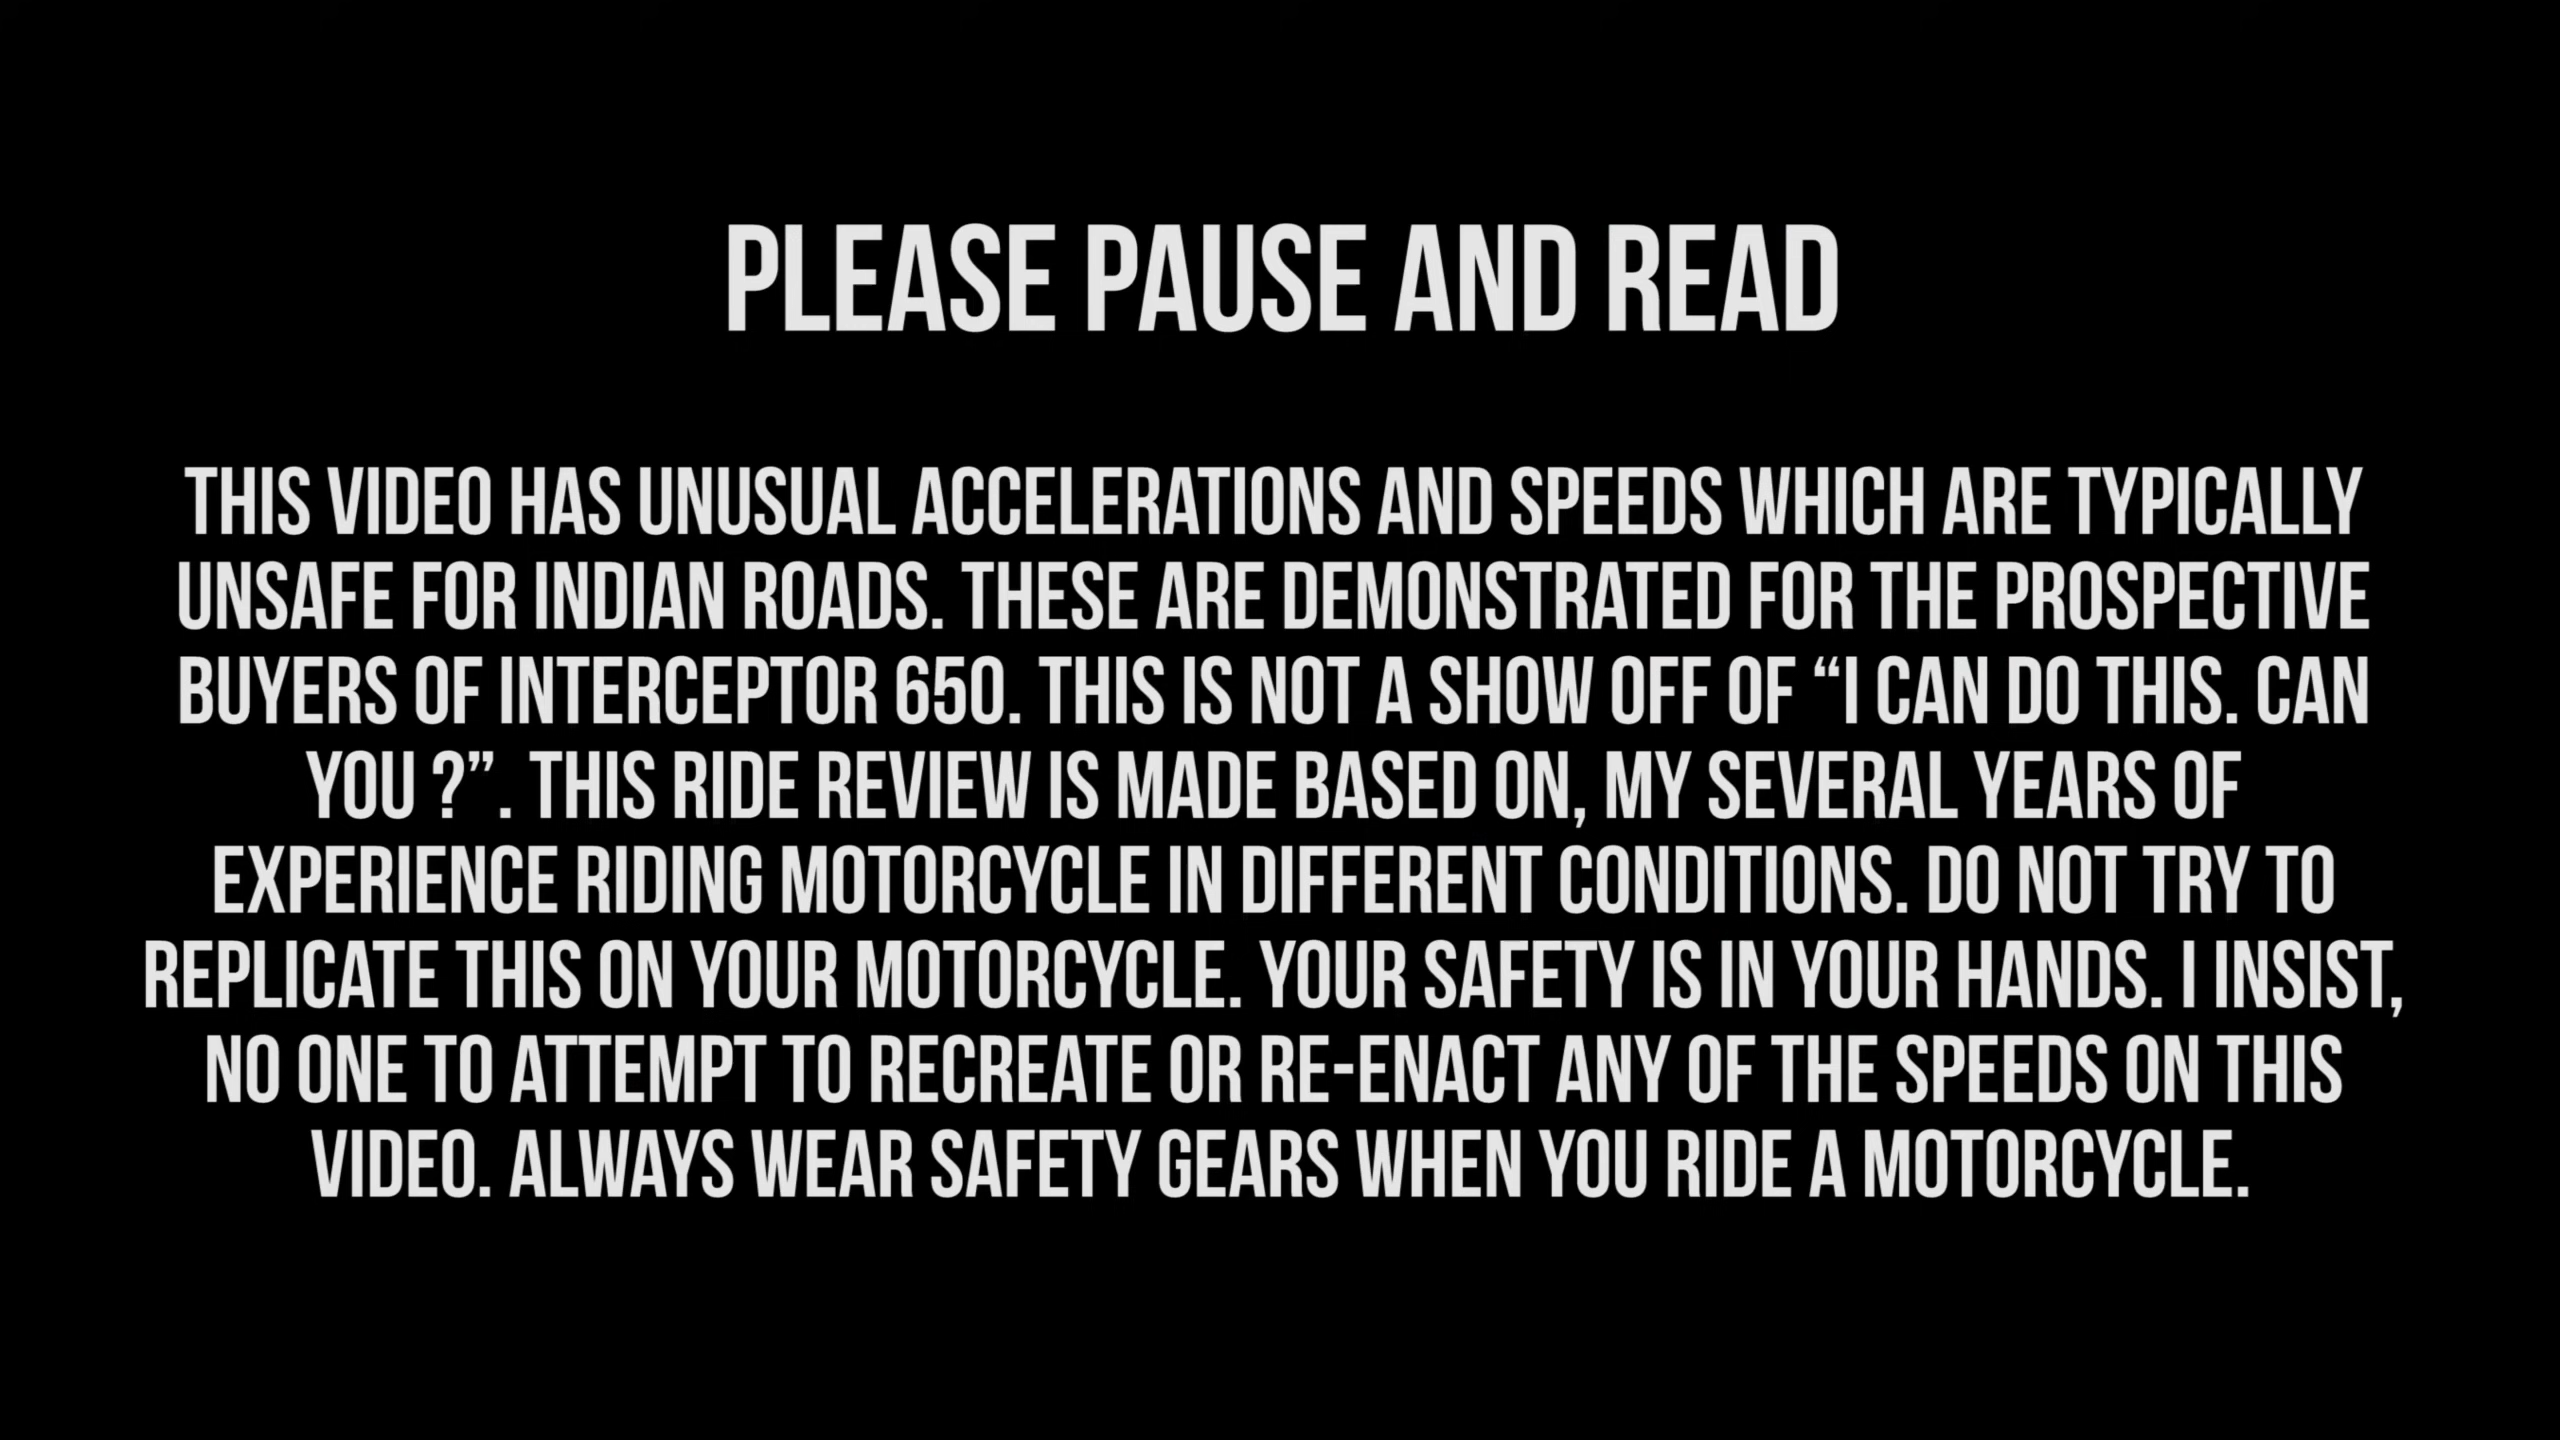 PLEASE PAUSE AND READ
THIS VIDEO HAS UNUSUAL ACCELERATIONS AND SPEEDS WHICH ARE TYPICALLY
UNSAFE FOR INDIAN ROADS. THESE ARE DEMONSTRATED FOR THE PROSPECTIVE
BUYERS OF INTERCEPTOR 650. THIS IS NOT A SHOW OFF OF “I CAN DO THIS. CAN
YOU ?”. THIS RIDE REVIEW IS MADE BASED ON, MY SEVERAL YEARS OF
EXPERIENCE RIDING MOTORCYCLE IN DIFFERENT CONDITIONS. DO NOT TRY TO
REPLICATE THIS ON YOUR MOTORCYCLE. YOUR SAFETY IS IN YOUR HANDS. I INSIST,
NO ONE TO ATTEMPT TO RECREATE OR RE-ENACT ANY OF THE SPEEDS ON THIS
VIDEO. ALWAYS WEAR SAFETY GEARS WHEN YOU RIDE A MOTORCYCLE.